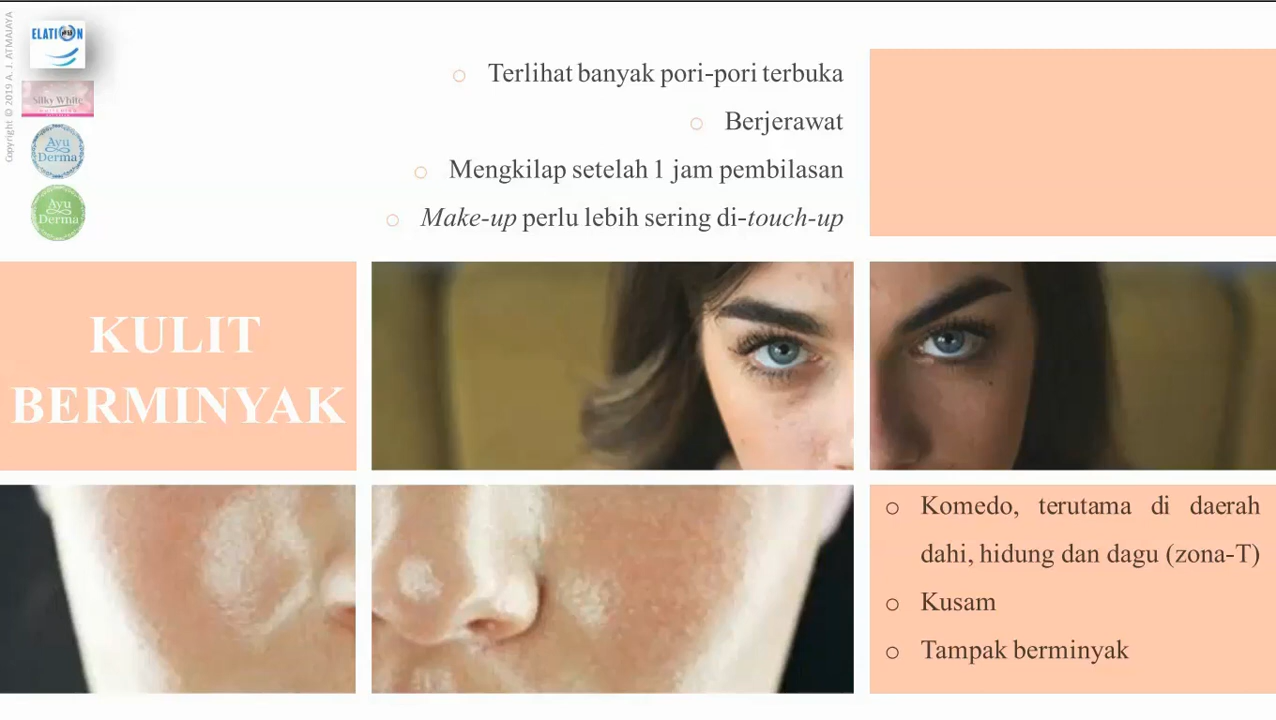 Copyright © 2019 A. J. ATMAJAYA
ELATION
Silky White
Ayu
Derma
Ayu
Derma
○ Terlihat banyak pori-pori terbuka
○ Berjerawat
○ Mengkilap setelah 1 jam pembilasan
○ Make-up perlu lebih sering di-touch-up
KULIT
BERMINYAK
○ Komedo, terutama di daerah
dahi, hidung dan dagu (zona-T)
○ Kusam
○ Tampak berminyak